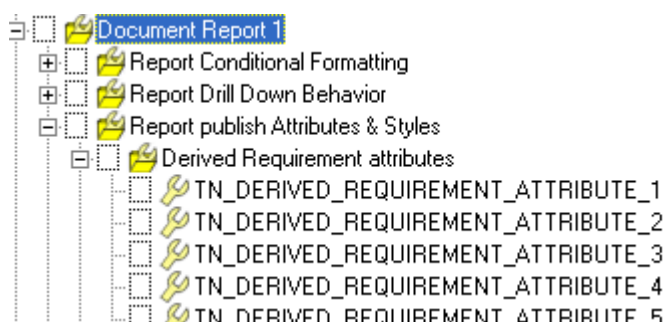 Document Report 1
Report Conditional Formatting
Report Drill Down Behavior
Report publish Attributes & Styles
Derived Requirement attributes
TN_DERIVED_REQUIREMENT_ATTRIBUTE_1
TN_DERIVED_REQUIREMENT_ATTRIBUTE_2
TN_DERIVED_REQUIREMENT_ATTRIBUTE_3
TN_DERIVED_REQUIREMENT_ATTRIBUTE_4
TN_DERIVED_REQUIREMENT_ATTRIBUTE_5